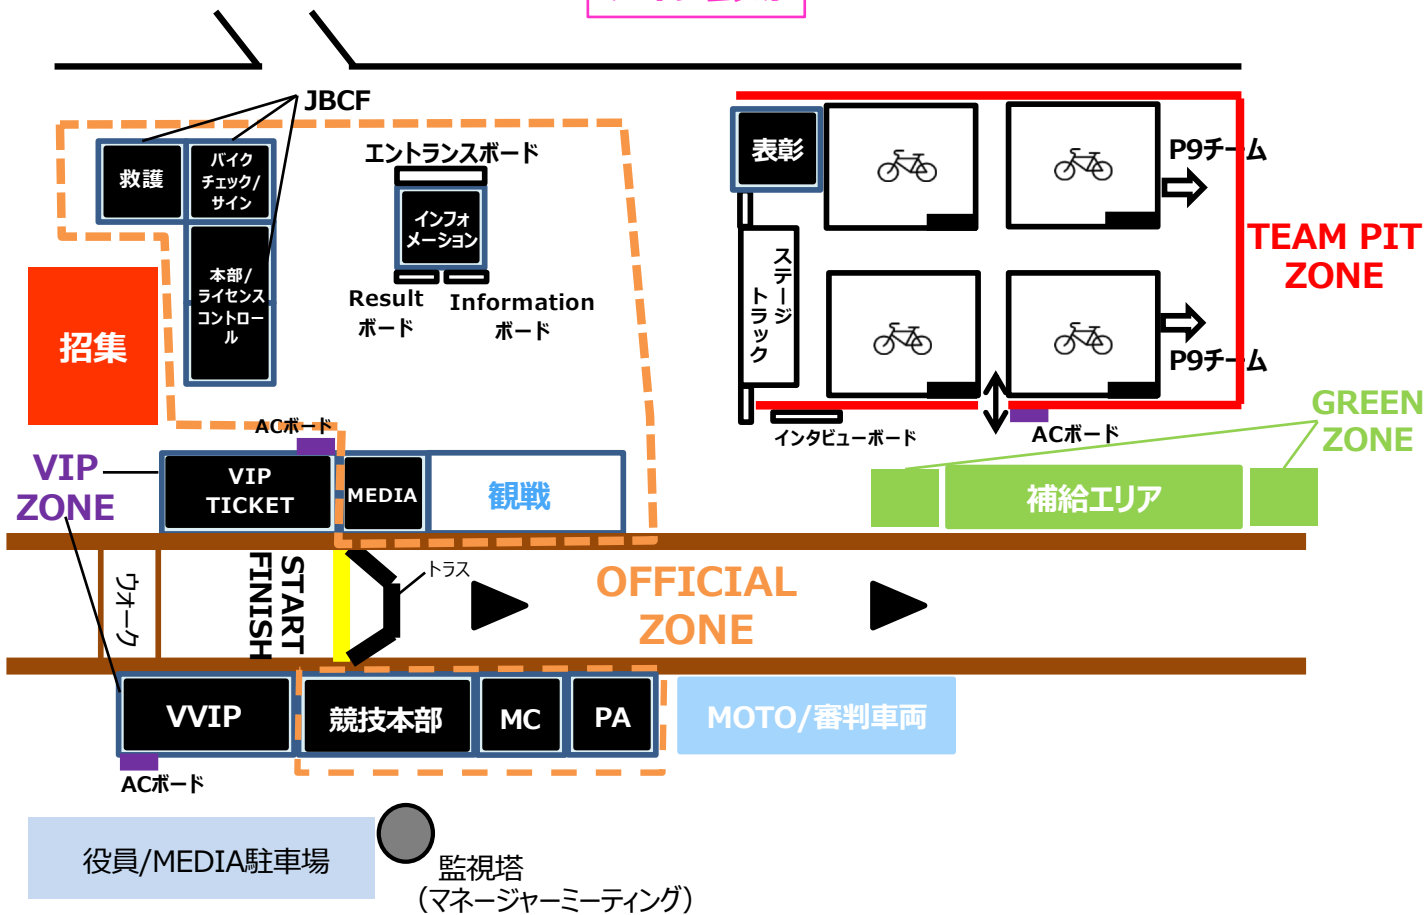 JBCF
救護
バイク
チェック/
サイン
エントランスボード
インフォ
メーション
本部/
ライセンス
コントロー
ル
Result
ボード
Information
ボード
招集
表彰
ステージ
トラック
P9チーム
P9チーム
TEAM PIT
ZONE
インタビューボード
ACボード
GREEN
ZONE
補給エリア
ACボード
VIP
ZONE
VIP
TICKET
MEDIA
観戦
ウオーク
START
FINISH
トラス
OFFICIAL
ZONE
VVIP
競技本部
MC
PA
MOTO/審判車両
ACボード
役員/MEDIA駐車場
監視塔
（マネージャーミーティング）